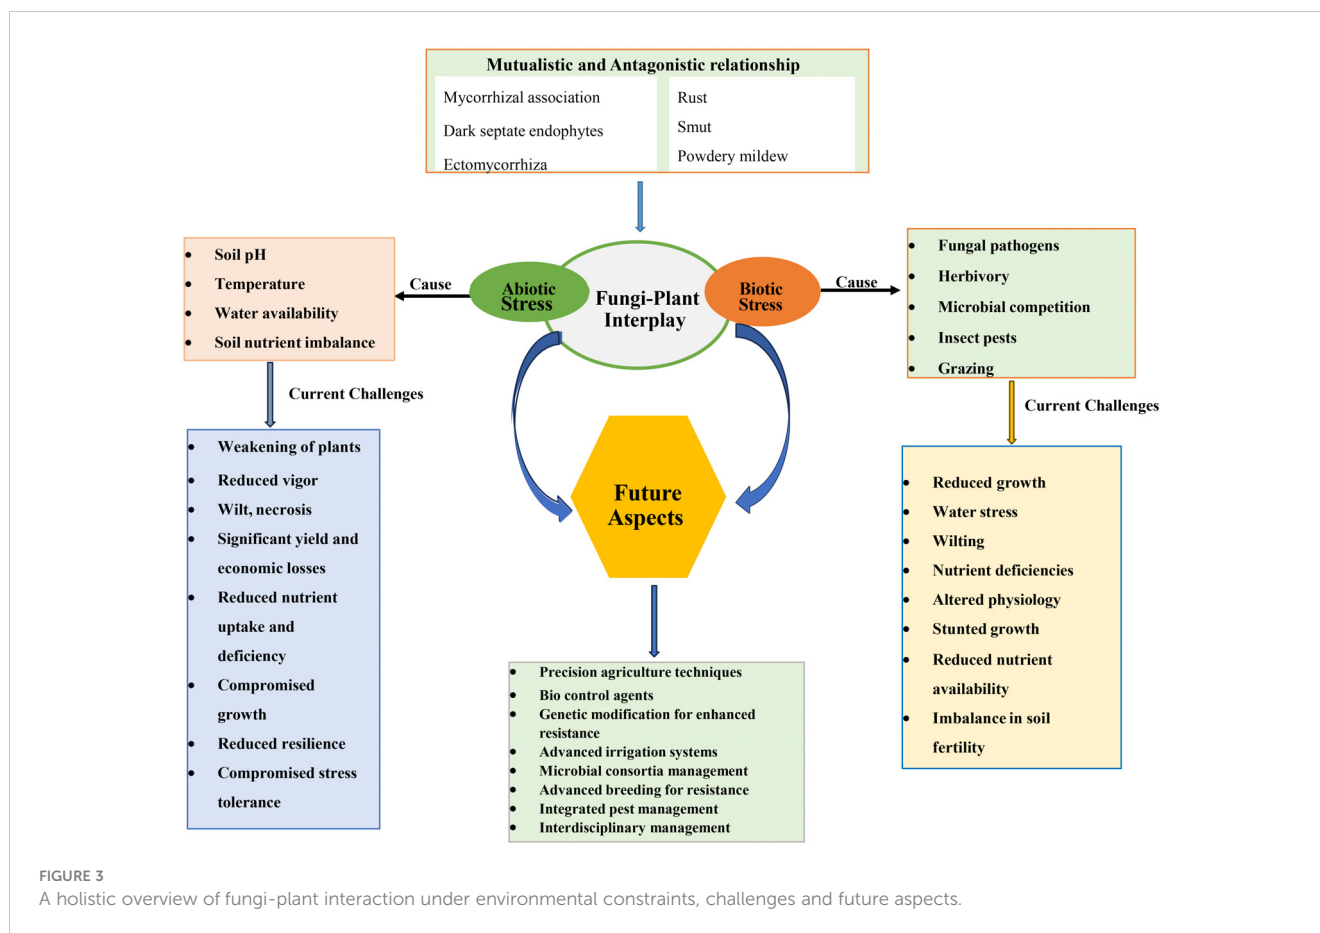 Mutualistic and Antagonistic relationship
Mycorrhizal association
Dark septate endophytes
Ectomycorrhiza
Rust
Smut
Powdery mildew
Abiotic
Stress
Fungi-Plant
Interplay
Biotic
Stress
Cause
Cause
• Soil pH
• Temperature
• Water availability
• Soil nutrient imbalance
Current Challenges
• Weakening of plants
• Reduced vigor
• Wilt, necrosis
• Significant yield and
economic losses
• Reduced nutrient
uptake and
deficiency
• Compromised
growth
• Reduced resilience
• Compromised stress
tolerance
• Fungal pathogens
• Herbivory
• Microbial competition
• Insect pests
• Grazing
Current Challenges
• Reduced growth
• Water stress
• Wilting
• Nutrient deficiencies
• Altered physiology
• Stunted growth
• Reduced nutrient
availability
• Imbalance in soil
fertility
Future
Aspects
• Precision agriculture techniques
• Bio control agents
• Genetic modification for enhanced
resistance
• Advanced irrigation systems
• Microbial consortia management
• Advanced breeding for resistance
• Integrated pest management
• Interdisciplinary management
FIGURE 3
A holistic overview of fungi-plant interaction under environmental constraints, challenges and future aspects.